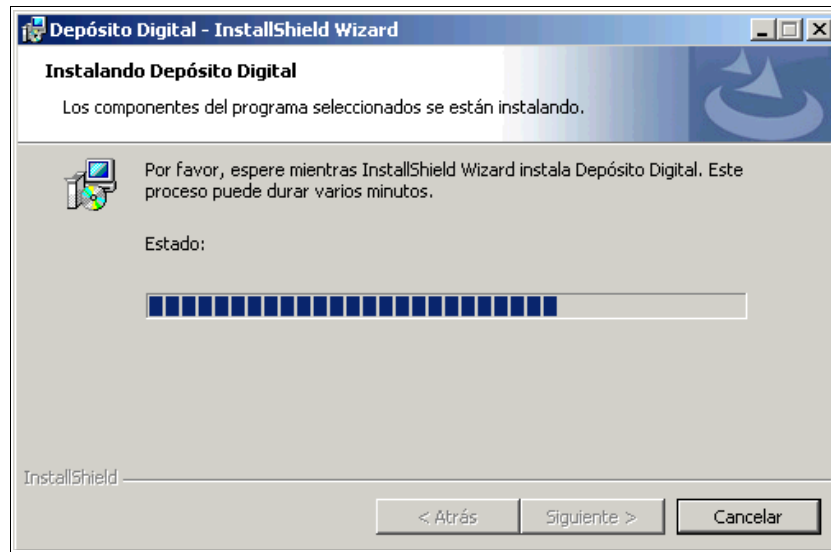 Depósito Digital - InstallShield Wizard
Instalando Depósito Digital
Los componentes del programa seleccionados se están instalando.
Por favor, espere mientras InstallShield Wizard instala Depósito Digital. Este
proceso puede durar varios minutos.
Estado:
InstallShield
< Atrás
Siguiente >
Cancelar